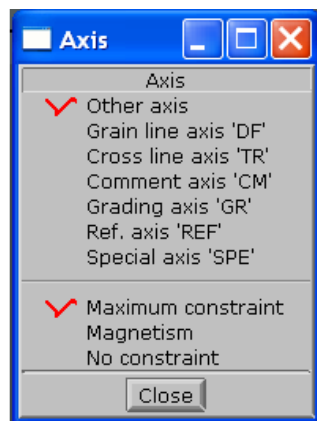 Axis
Axis
Other axis
Grain line axis 'DF'
Cross line axis 'TR'
Comment axis 'CM'
Grading axis 'GR'
Ref. axis 'REF'
Special axis 'SPE'
Maximum constraint
Magnetism
No constraint
Close